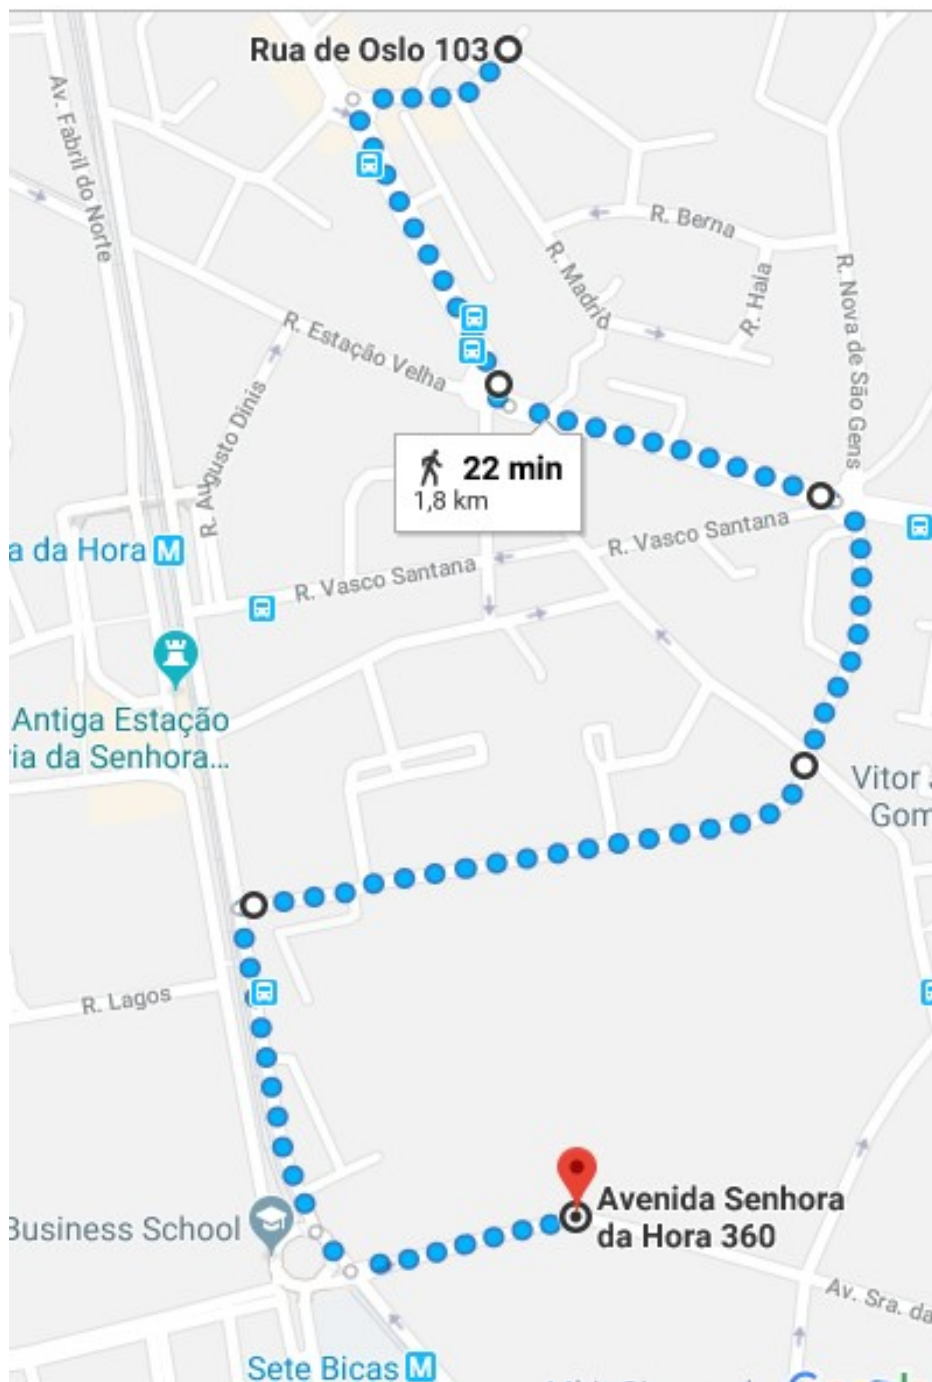 Rua de Oslo 103
Av. Fabril do Norte
R. Berna
R. Madrid
R. Haia
R. Nova de São Gens
R. Estação Velha
R. Augusto Dinis
22 min
1,8 km
R. Vasco Santana
a da Hora M
R. Vasco Santana
Antiga Estação
ia da Senhora...
Vitor
Gom
R. Lagos
Avenida Senhora
da Hora 360
Business School
Av. Sra. da
Sete Bicas M